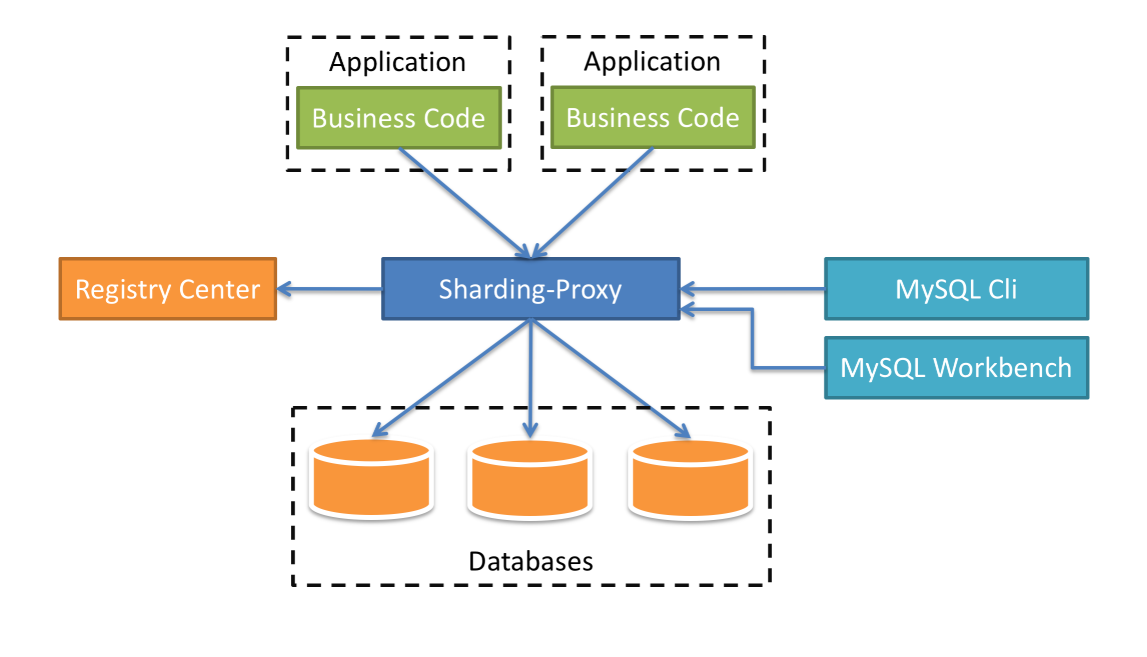 Application
Application
Business Code
Business Code
Registry Center
Sharding-Proxy
MySQL Cli
MySQL Workbench
Databases